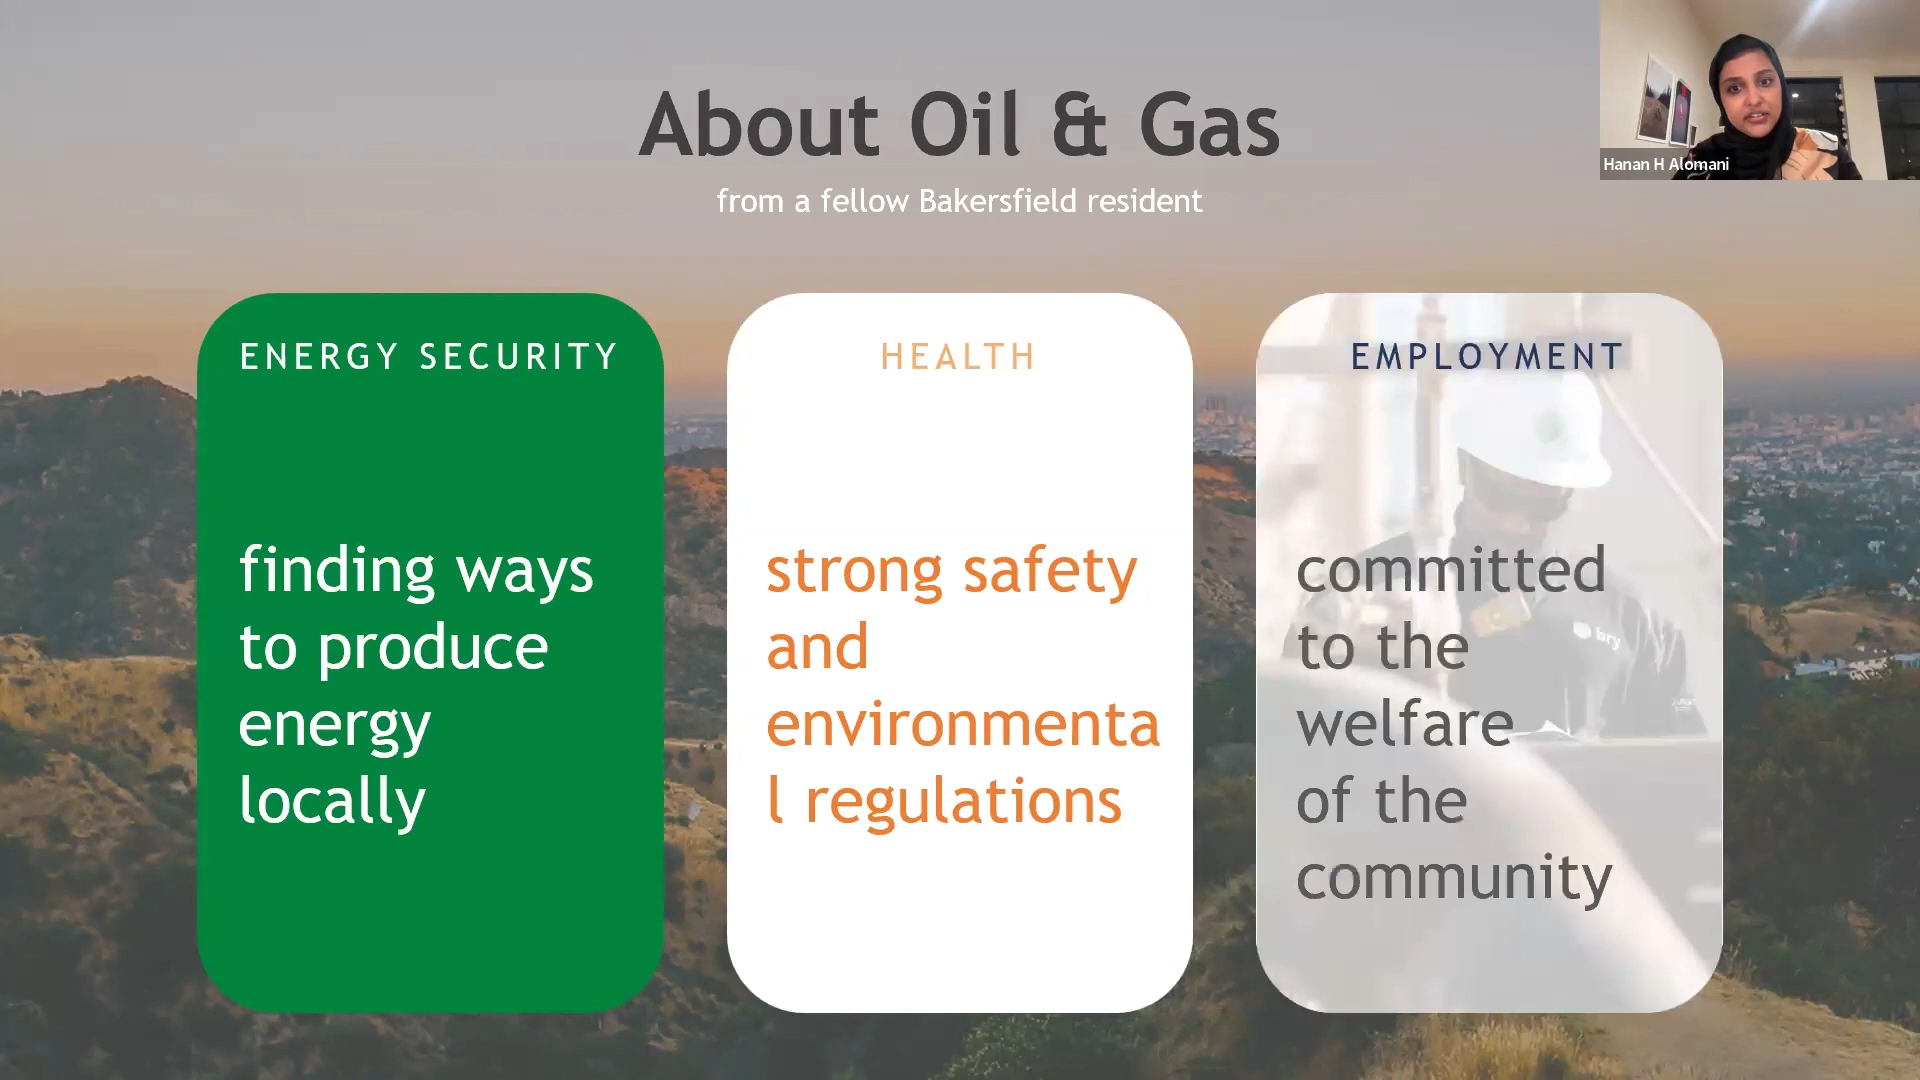 About Oil & Gas
from a fellow Bakersfield resident
Hanan H Alomani
ENERGY SECURITY
finding ways
to produce
energy
locally
HEALTH
strong safety
and
environmenta
l regulations
EMPLOYMENT
committed
to the
welfare
of the
community
bry